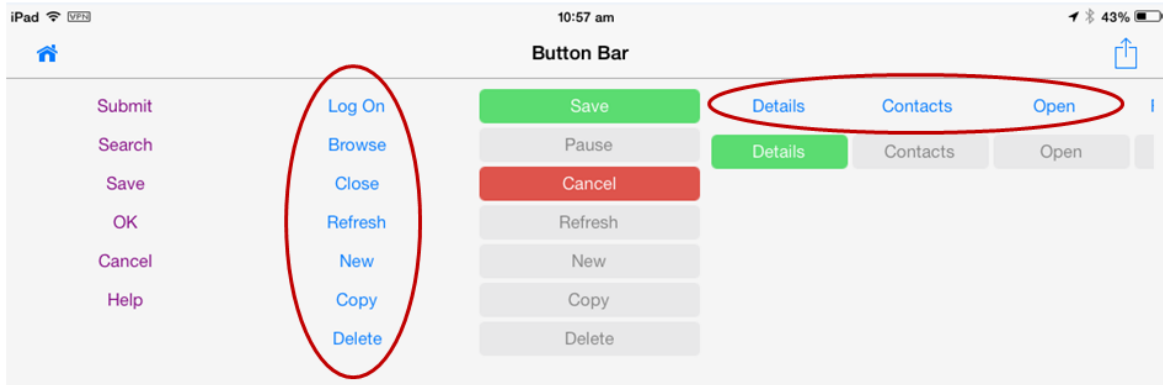 iPad VPN 10:57 am 43%
Button Bar
Submit Log On Save Details Contacts Open
Search Browse Pause Details Contacts Open
Save Close Cancel
OK Refresh Refresh
Cancel New New
Help Copy Copy
Delete Delete